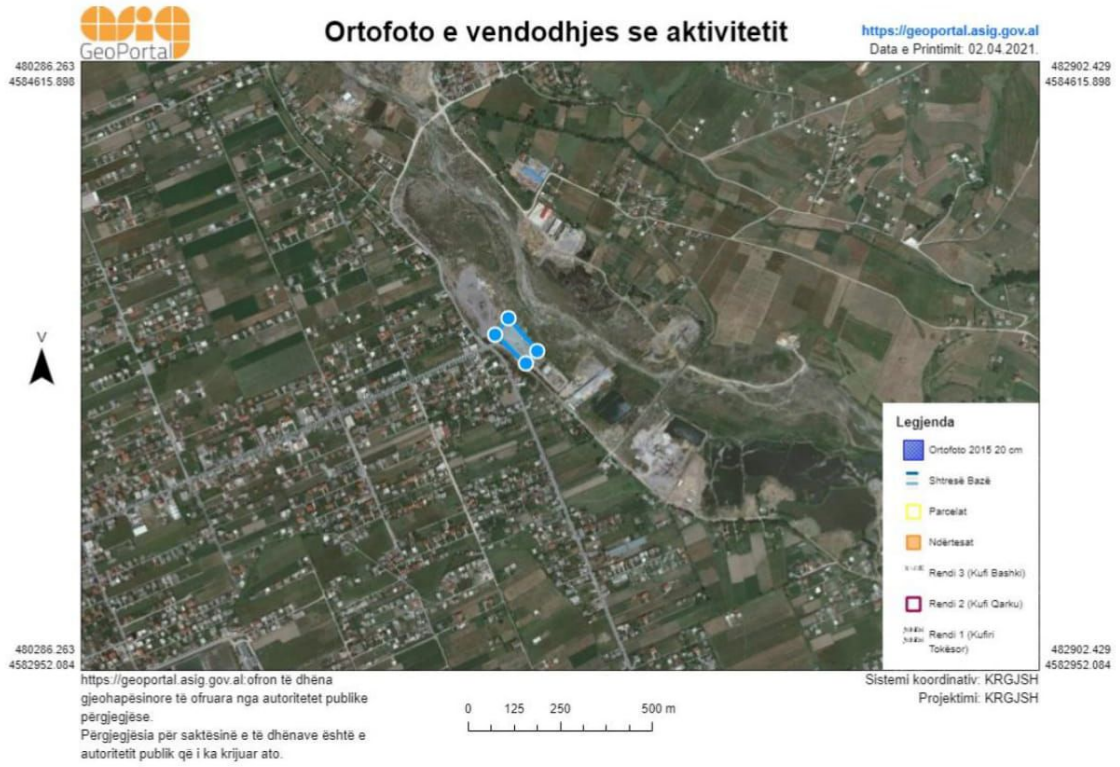 asig
GeoPortal
Ortofoto e vendodhjes se aktivitetit
https://geoportal.asig.gov.al
Data e Printimit: 02.04.2021.
480286.263
4584615.898
482902.429
4584615.898
V
Legjenda
Ortofoto 2015 20 cm
Shtresë Bazë
Parcelat
Ndërtesat
Rendi 3 (Kufi Bashki)
Rendi 2 (Kufi Qarku)
Rendi 1 (Kufiri
Tokësor)
480286.263
4582952.084
482902.429
4582952.084
https://geoportal.asig.gov.al:ofron të dhëna
gjeohapësinore të ofruara nga autoritetet publike
përgjegjëse.
Përgjegjësia për saktësinë e të dhënave është e
autoritetit publik që i ka krijuar ato.
0 125 250 500 m
Sistemi koordinativ: KRGJSH
Projektimi: KRGJSH